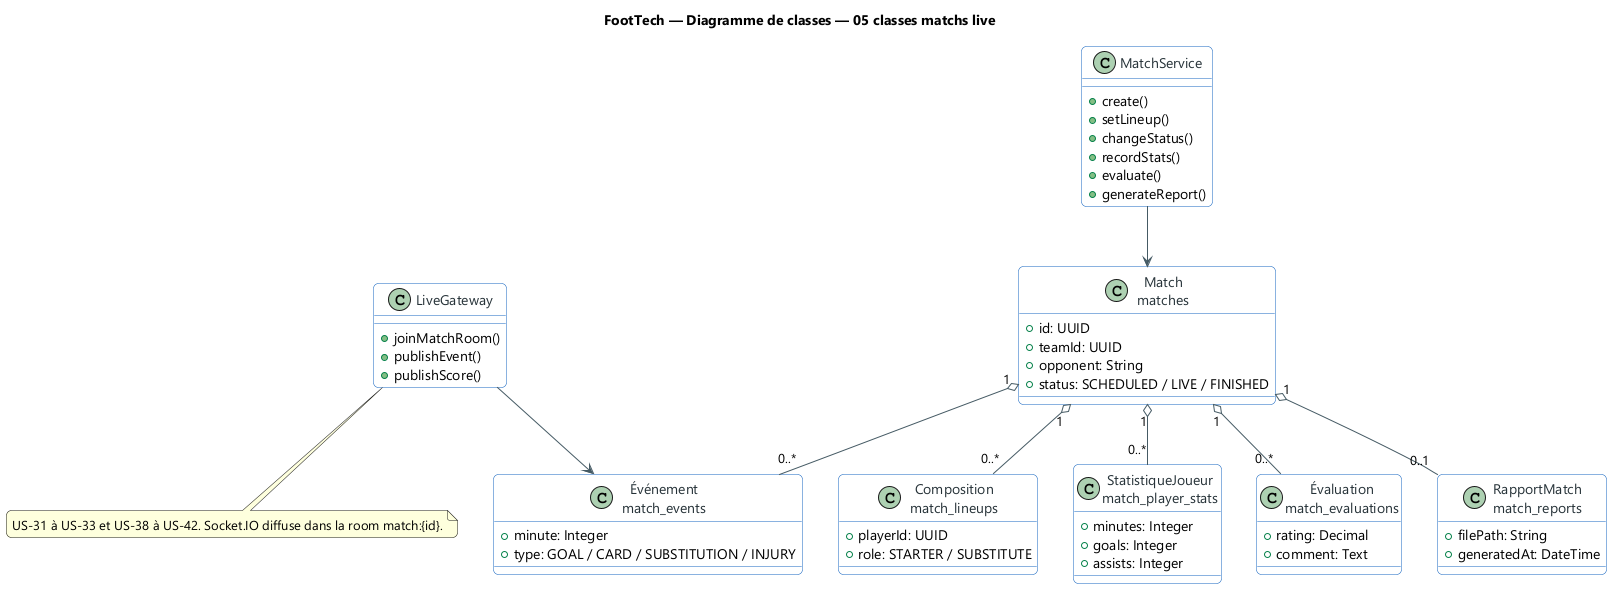 FootTech — Diagramme de classes — 05 classes matchs live
C MatchService
create()
setLineup()
changeStatus()
recordStats()
evaluate()
generateReport()
C LiveGateway
joinMatchRoom()
publishEvent()
publishScore()
C Match
matches
id: UUID
teamId: UUID
opponent: String
status: SCHEDULED / LIVE / FINISHED
1
1
1
1
1
0..*
0..*
0..*
0..*
0..1
US-31 à US-33 et US-38 à US-42. Socket.IO diffuse dans la room match:{id}.
C Événement
match_events
minute: Integer
type: GOAL / CARD / SUBSTITUTION / INJURY
C Composition
match_lineups
playerId: UUID
role: STARTER / SUBSTITUTE
C StatistiqueJoueur
match_player_stats
minutes: Integer
goals: Integer
assists: Integer
C Évaluation
match_evaluations
rating: Decimal
comment: Text
C RapportMatch
match_reports
filePath: String
generatedAt: DateTime